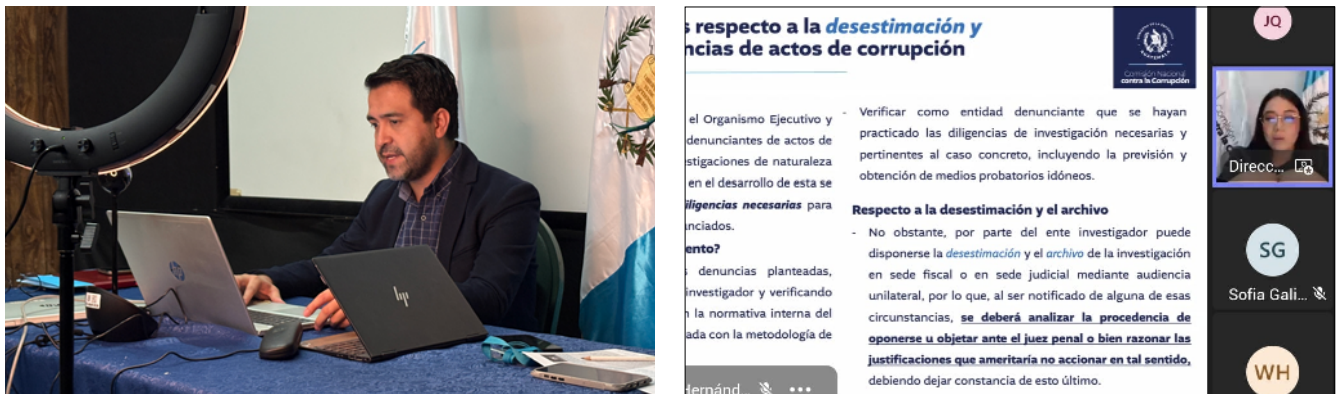 s respecto a la desestimación y
ncias de actos de corrupción
Comisión Nacional
contra la Corrupción
el Organismo Ejecutivo y
denunciantes de actos de
estigaciones de naturaleza
en el desarrollo de esta se
iligencias necesarias para
unciados.
ento?
s denuncias planteadas,
investigador y verificando
n la normativa interna del
ada con la metodología de
- Verificar como entidad denunciante que se hayan
practicado las diligencias de investigación necesarias y
pertinentes al caso concreto, incluyendo la previsión y
obtención de medios probatorios idóneos.
Respecto a la desestimación y el archivo
- No obstante, por parte del ente investigador puede
disponerse la desestimación y el archivo de la investigación
en sede fiscal o en sede judicial mediante audiencia
unilateral, por lo que, al ser notificado de alguna de esas
circunstancias, se deberá analizar la procedencia de
oponerse u objetar ante el juez penal o bien razonar las
justificaciones que ameritaría no accionar en tal sentido,
debiendo dejar constancia de esto último.
Hernánd...
JQ
Direcc...
SG
Sofia Gali...
WH
hp